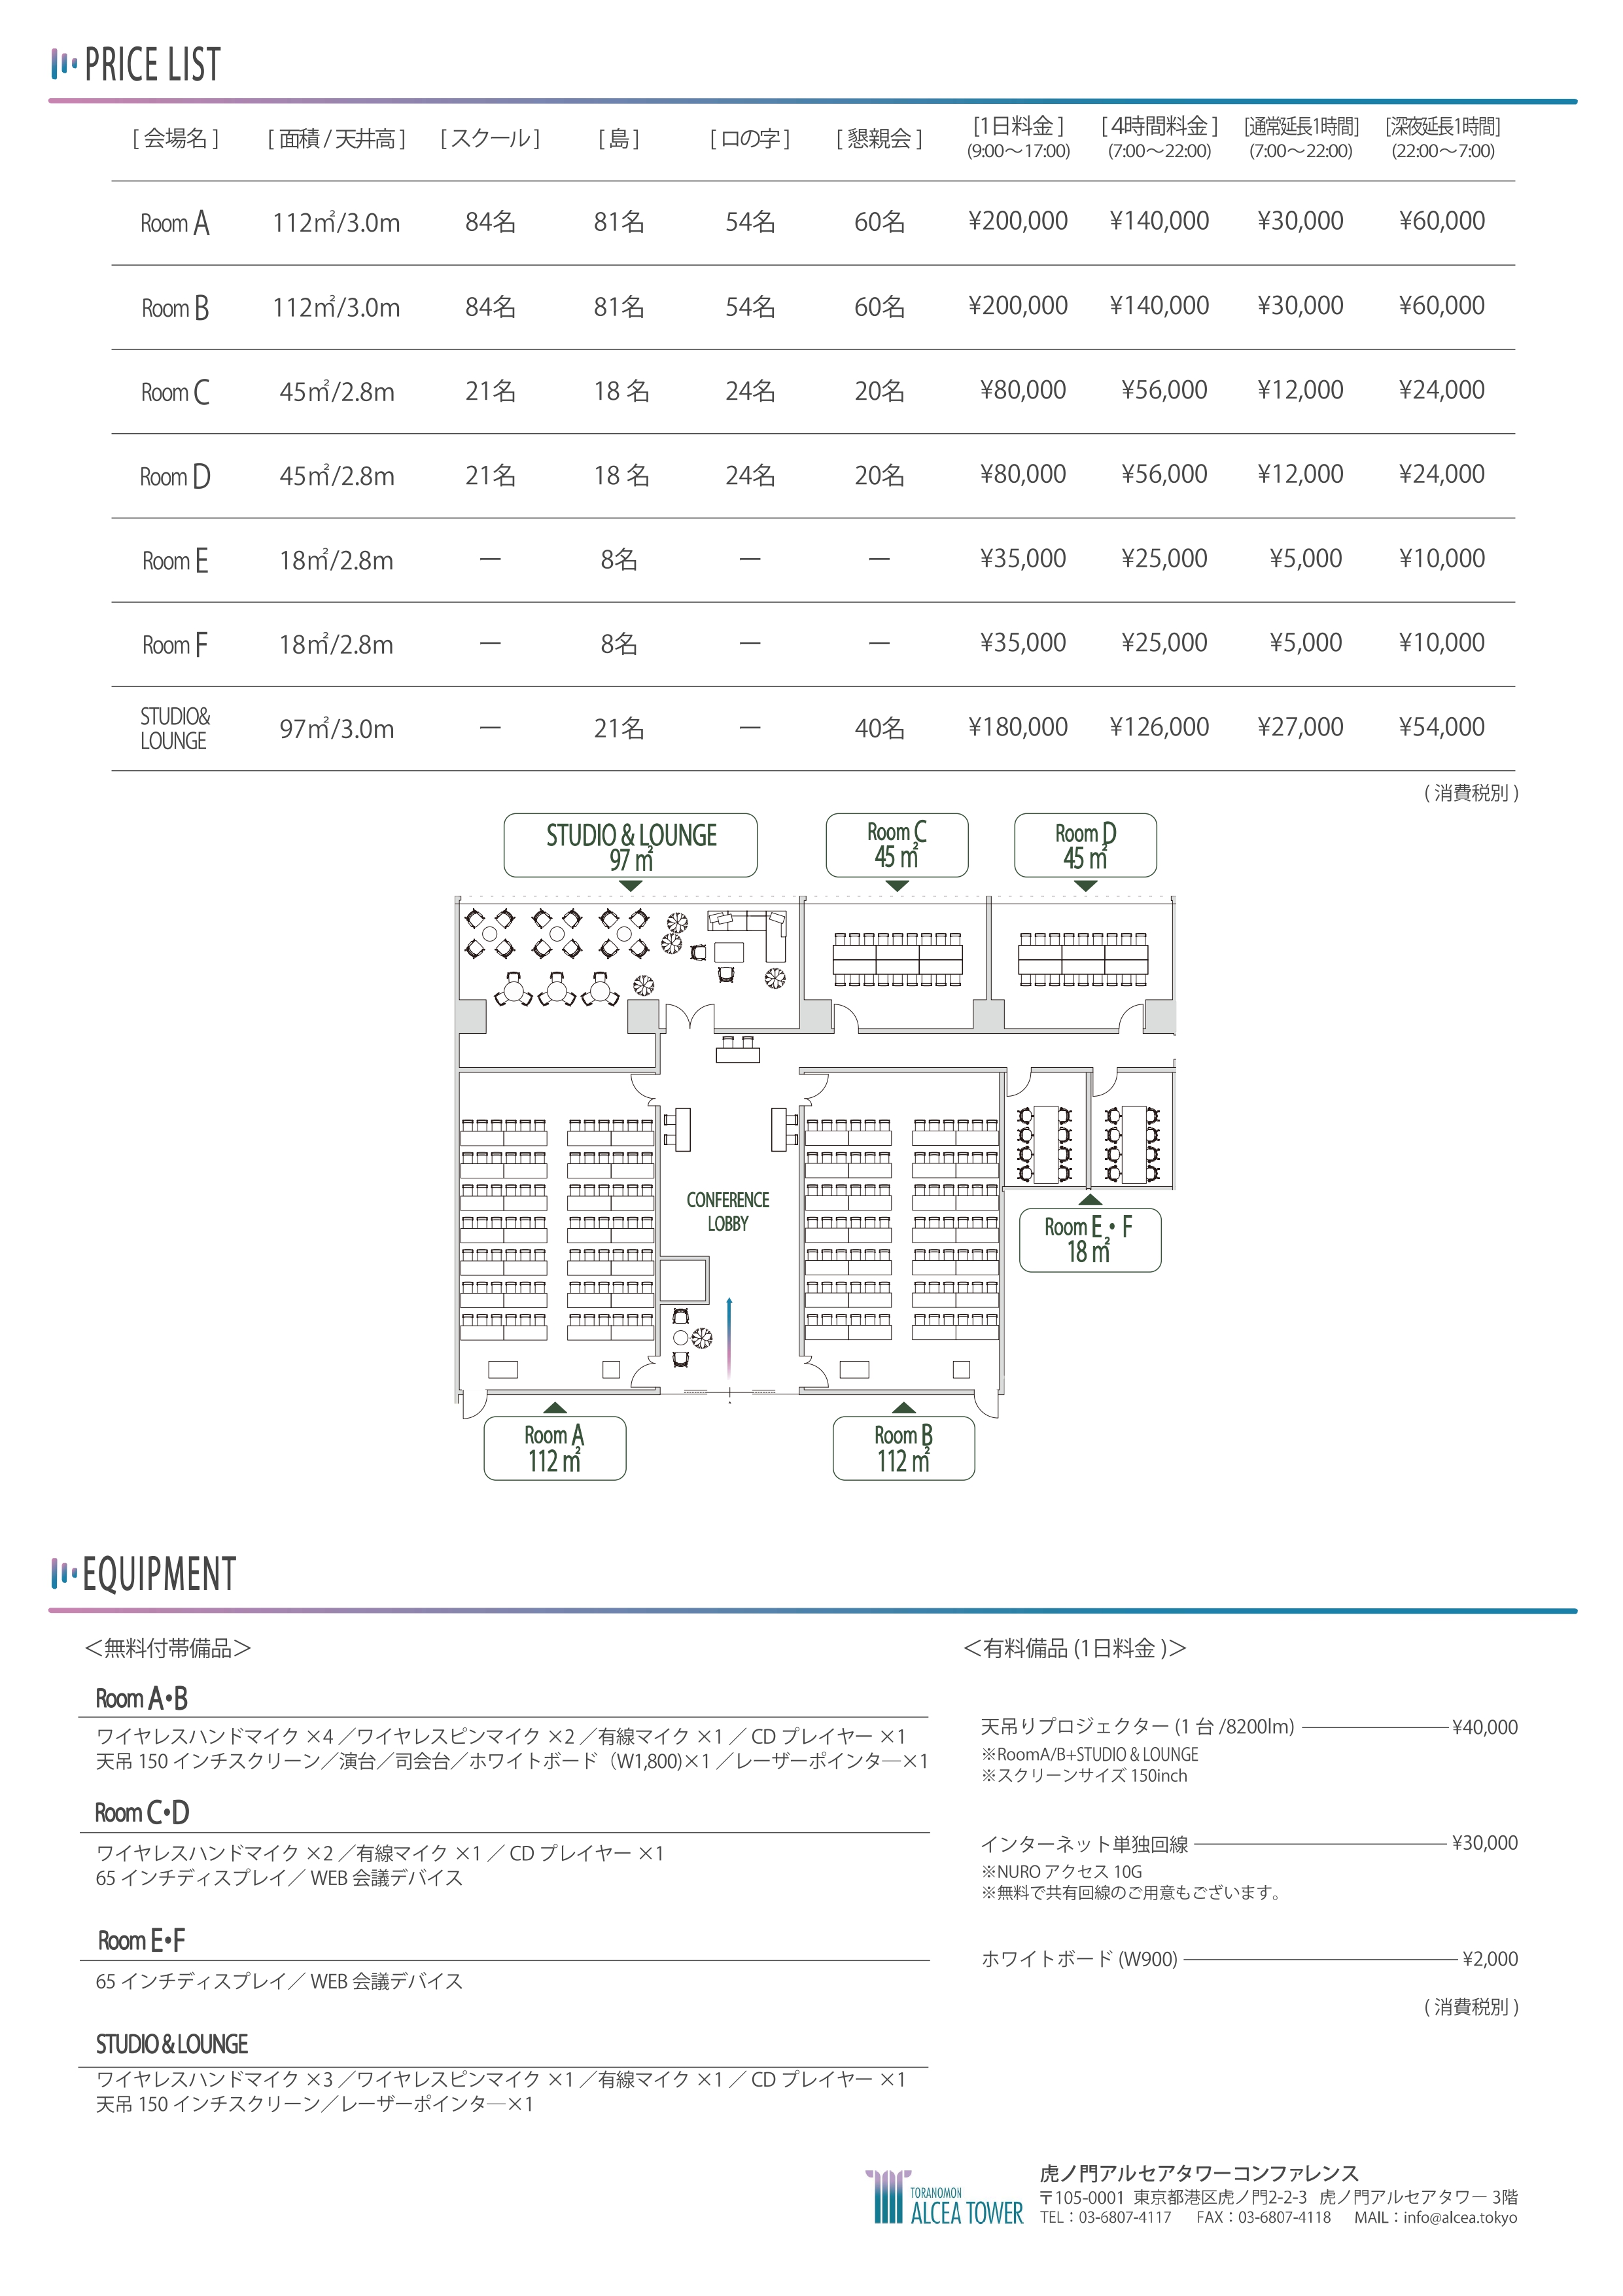 PRICE LIST
[ 会場名 ] [ 面積 / 天井高 ] [ スクール ] [ 島 ] [ ロの字 ] [ 懇親会 ] [1日料金 ] [ 4時間料金 ] [通常延長1時間] [深夜延長1時間]
(9:00～17:00) (7:00～22:00) (7:00～22:00) (22:00～7:00)
Room A 112㎡/3.0m 84名 81名 54名 60名 ¥200,000 ¥140,000 ¥30,000 ¥60,000
Room B 112㎡/3.0m 84名 81名 54名 60名 ¥200,000 ¥140,000 ¥30,000 ¥60,000
Room C 45㎡/2.8m 21名 18 名 24名 20名 ¥80,000 ¥56,000 ¥12,000 ¥24,000
Room D 45㎡/2.8m 21名 18 名 24名 20名 ¥80,000 ¥56,000 ¥12,000 ¥24,000
Room E 18㎡/2.8m ― 8名 ― ― ¥35,000 ¥25,000 ¥5,000 ¥10,000
Room F 18㎡/2.8m ― 8名 ― ― ¥35,000 ¥25,000 ¥5,000 ¥10,000
STUDIO&
LOUNGE 97㎡/3.0m ― 21名 ― 40名 ¥180,000 ¥126,000 ¥27,000 ¥54,000
( 消費税別 )
STUDIO & LOUNGE
97 ㎡
Room C
45 ㎡
Room D
45 ㎡
CONFERENCE
LOBBY
Room E・F
18 ㎡
Room A
112 ㎡
Room B
112 ㎡
EQUIPMENT
＜無料付帯備品＞
Room A・B
ワイヤレスハンドマイク ×4 ／ワイヤレスピンマイク ×2 ／有線マイク ×1 ／ CD プレイヤー ×1
天吊 150 インチスクリーン／演台／司会台／ホワイトボード（W1,800)×1 ／レーザーポインタ―×1
Room C・D
ワイヤレスハンドマイク ×2 ／有線マイク ×1 ／ CD プレイヤー ×1
65 インチディスプレイ／ WEB 会議デバイス
Room E・F
65 インチディスプレイ／ WEB 会議デバイス
STUDIO & LOUNGE
ワイヤレスハンドマイク ×3 ／ワイヤレスピンマイク ×1 ／有線マイク ×1 ／ CD プレイヤー ×1
天吊 150 インチスクリーン／レーザーポインタ―×1
＜有料備品 (1日料金 )＞
天吊りプロジェクター (1 台 /8200lm) ¥40,000
※RoomA/B+STUDIO & LOUNGE
※スクリーンサイズ 150inch
インターネット単独回線 ¥30,000
※NURO アクセス 10G
※無料で共有回線のご用意もございます。
ホワイトボード (W900) ¥2,000
( 消費税別 )
TORANOMON
ALCEA TOWER
虎ノ門アルセアタワーコンファレンス
〒105-0001 東京都港区虎ノ門2-2-3 虎ノ門アルセアタワー 3階
TEL：03-6807-4117 FAX：03-6807-4118 MAIL：info@alcea.tokyo